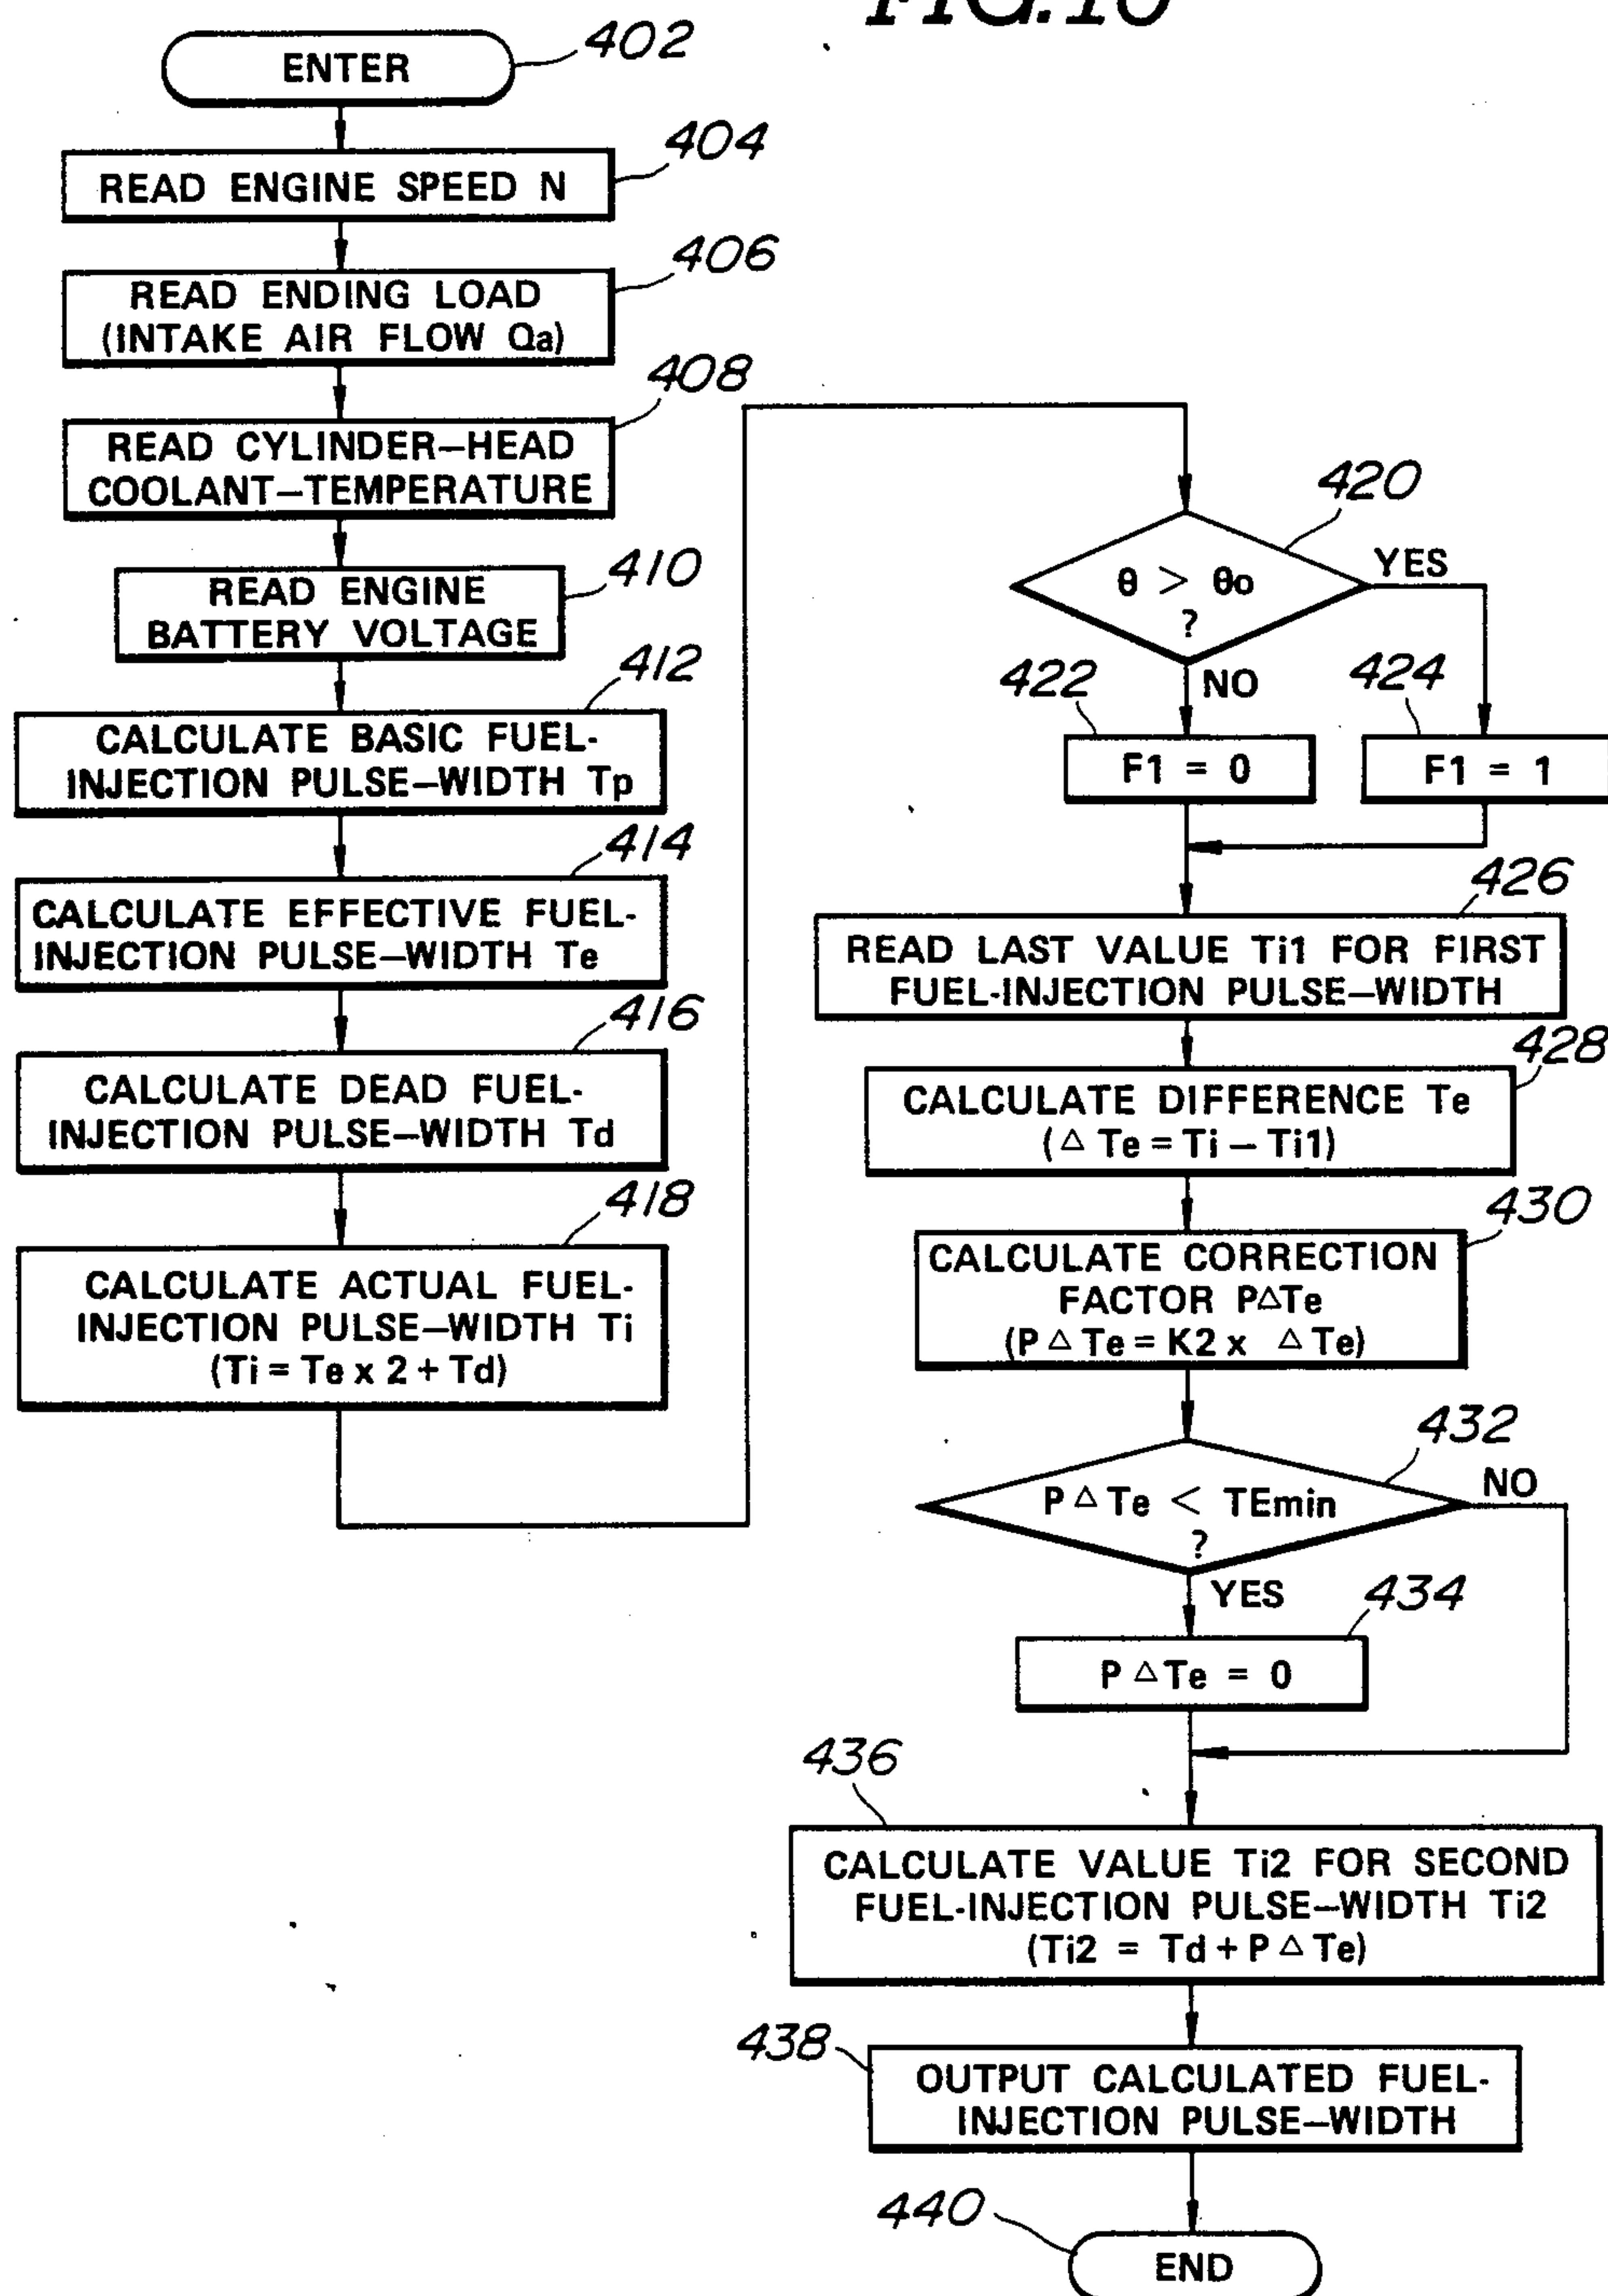 402
ENTER
404
READ ENGINE SPEED N
406
READ ENDING LOAD
(INTAKE AIR FLOW Qa)
408
READ CYLINDER–HEAD
COOLANT–TEMPERATURE
410
READ ENGINE
BATTERY VOLTAGE
412
CALCULATE BASIC FUEL-
INJECTION PULSE–WIDTH Tp
414
CALCULATE EFFECTIVE FUEL-
INJECTION PULSE–WIDTH Te
416
CALCULATE DEAD FUEL-
INJECTION PULSE–WIDTH Td
418
CALCULATE ACTUAL FUEL-
INJECTION PULSE–WIDTH Ti
(Ti = Te x 2 + Td)
420
θ > θo
?
YES
NO
422
F1 = 0
424
F1 = 1
426
READ LAST VALUE Ti1 FOR FIRST
FUEL-INJECTION PULSE–WIDTH
428
CALCULATE DIFFERENCE Te
(△ Te = Ti – Ti1)
430
CALCULATE CORRECTION
FACTOR P△Te
(P △ Te = K2 x △ Te)
432
P △ Te < TEmin
?
NO
YES
434
P △ Te = 0
436
CALCULATE VALUE Ti2 FOR SECOND
FUEL-INJECTION PULSE–WIDTH Ti2
(Ti2 = Td + P △ Te)
438
OUTPUT CALCULATED FUEL-
INJECTION PULSE–WIDTH
440
END